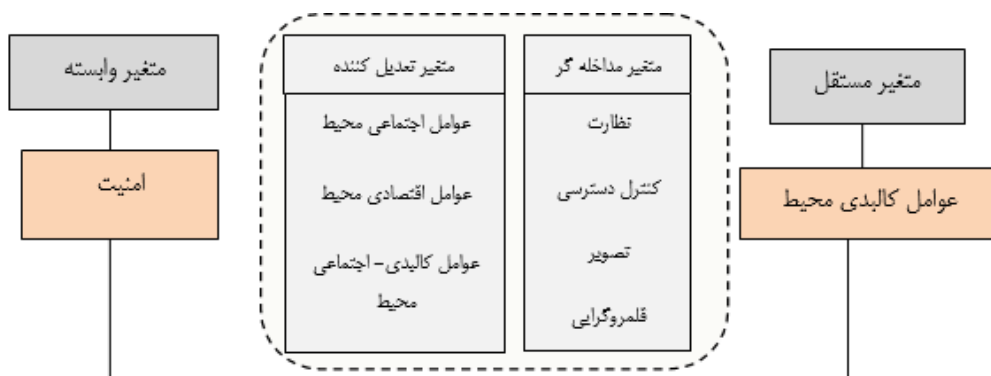 متغیر مستقل
عوامل کالبدی محیط
متغیر مداخله گر
نظارت
کنترل دسترسی
تصویر
قلمروگرایی
متغیر تعدیل کننده
عوامل اجتماعی محیط
عوامل اقتصادی محیط
عوامل کالبدی- اجتماعی
محیط
متغیر وابسته
امنیت